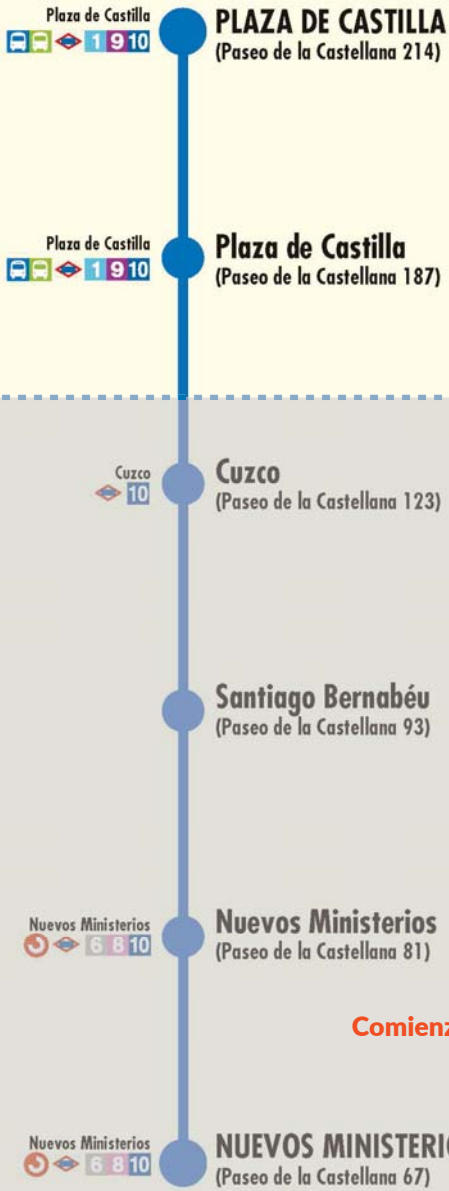 Plaza de Castilla
1 9 10
PLAZA DE CASTILLA
(Paseo de la Castellana 214)
Plaza de Castilla
1 9 10
Plaza de Castilla
(Paseo de la Castellana 187)
Cuzco
10
Cuzco
(Paseo de la Castellana 123)
Santiago Bernabéu
(Paseo de la Castellana 93)
Nuevos Ministerios
6 8 10
Nuevos Ministerios
(Paseo de la Castellana 81)
Comienz
Nuevos Ministerios
6 8 10
NUEVOS MINISTERI
(Paseo de la Castellana 67)